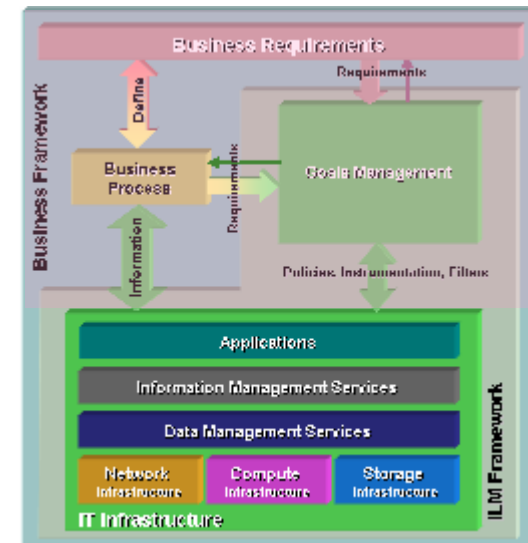 Business Requirements
Requirements
Define
Business Framework
Business
Process
Requirements
Goals Management
Information
Policies, Instrumentation, Filters
Applications
Information Management Services
Data Management Services
Network
Infrastructure
Compute
Infrastructure
Storage
Infrastructure
IT Infrastructure
ILM Framework